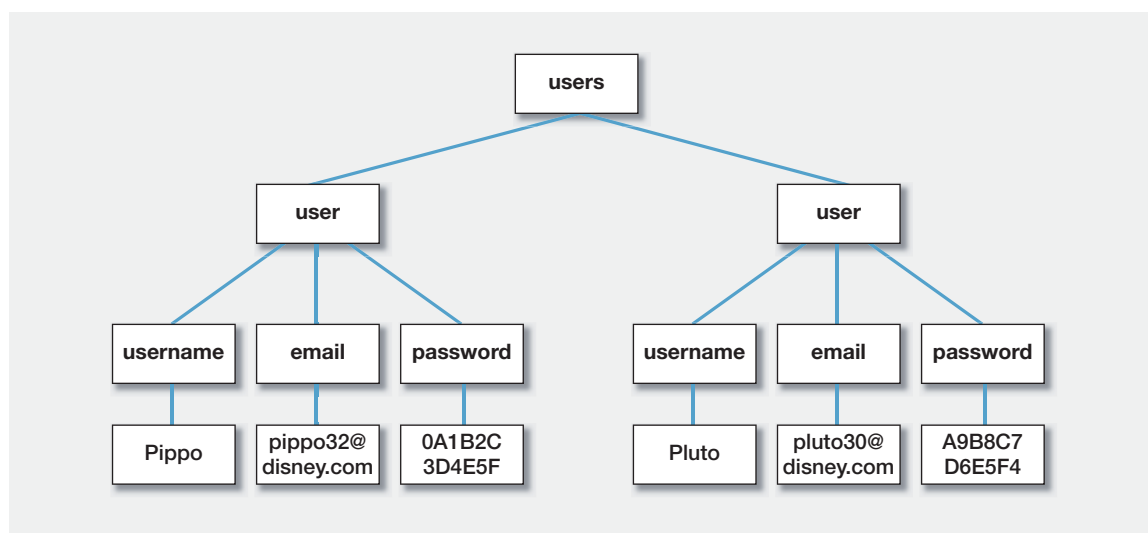 users
user
user
username
email
password
username
email
password
Pippo
pippo32@
disney.com
0A1B2C
3D4E5F
Pluto
pluto30@
disney.com
A9B8C7
D6E5F4